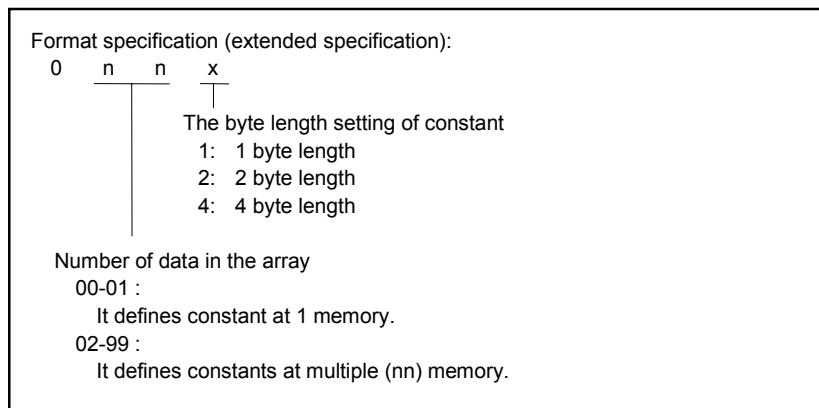 Format specification (extended specification):
0 n n x
The byte length setting of constant
1: 1 byte length
2: 2 byte length
4: 4 byte length
Number of data in the array
00-01 :
It defines constant at 1 memory.
02-99 :
It defines constants at multiple (nn) memory.